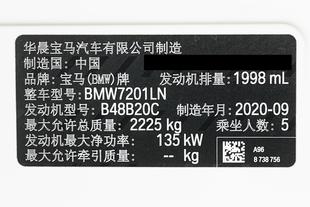 华晨宝马汽车有限公司制造
制造国：中国
品牌：宝马(BMW)牌 发动机排量：1998 mL
整车型号：BMW7201LN
发动机型号：B48B20C 制造年月：2020-09
最大允许总质量：2225 kg 乘坐人数：5
发动机最大净功率：135 kW
最大允许牵引质量：-- kg
A96
8 738 756